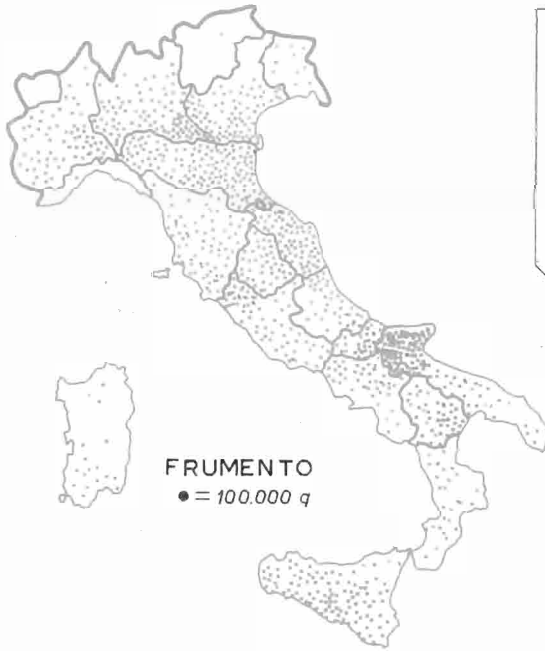 FRUMENTO
● = 100.000 q